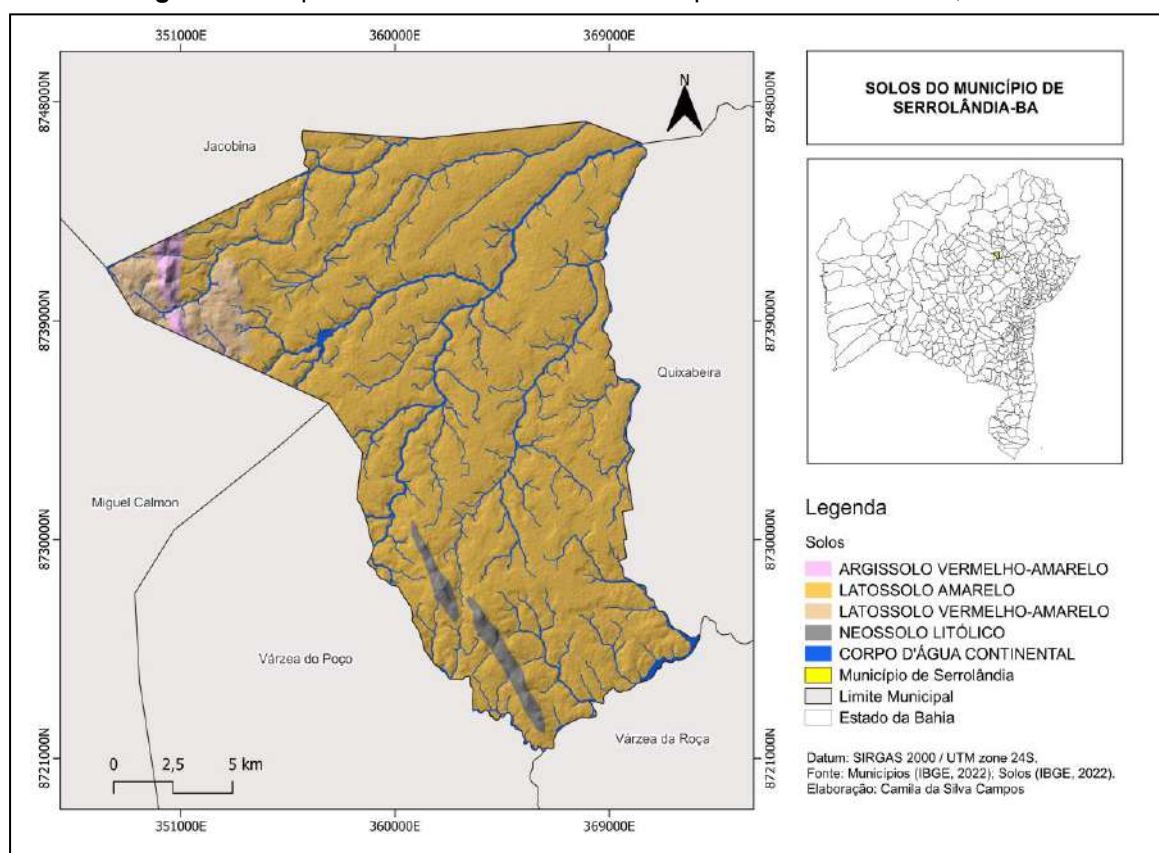 351000E 360000E 369000E
8748000N
8748000N
N
Jacobina
8739000N
8739000N
Quixabeira
Miguel Calmon
8730000N
8730000N
Várzea do Poço
Várzea da Roça
8721000N
8721000N
0 2,5 5 km
351000E 360000E 369000E
SOLOS DO MUNICÍPIO DE
SERROLÂNDIA-BA
Legenda
Solos
ARGISSOLO VERMELHO-AMARELO
LATOSSOLO AMARELO
LATOSSOLO VERMELHO-AMARELO
NEOSSOLO LITÓLICO
CORPO D'ÁGUA CONTINENTAL
Município de Serrolândia
Limite Municipal
Estado da Bahia
Datum: SIRGAS 2000 / UTM zone 24S.
Fonte: Municípios (IBGE, 2022); Solos (IBGE, 2022).
Elaboração: Camila da Silva Campos